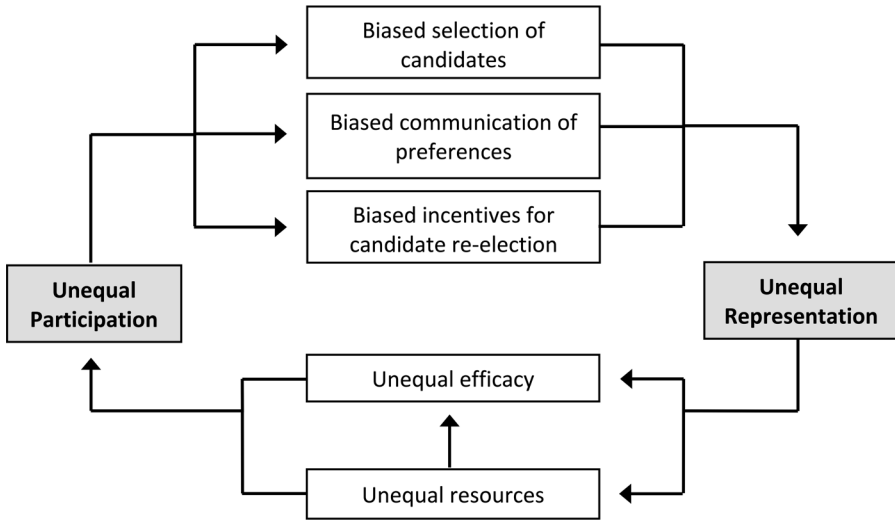 Biased selection of
candidates
Biased communication of
preferences
Biased incentives for
candidate re-election
Unequal
Participation
Unequal
Representation
Unequal efficacy
Unequal resources